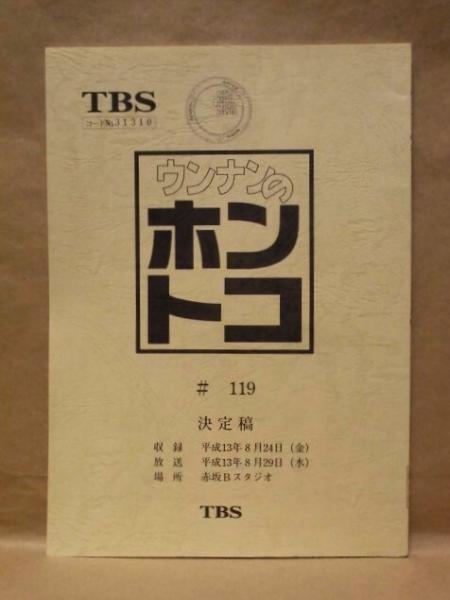 TBS
コードNo.31310
ウンナンの
ホン
トコ
# 119
決定稿
収録 平成13年8月24日(金)
放送 平成13年8月29日(水)
場所 赤坂Bスタジオ
TBS